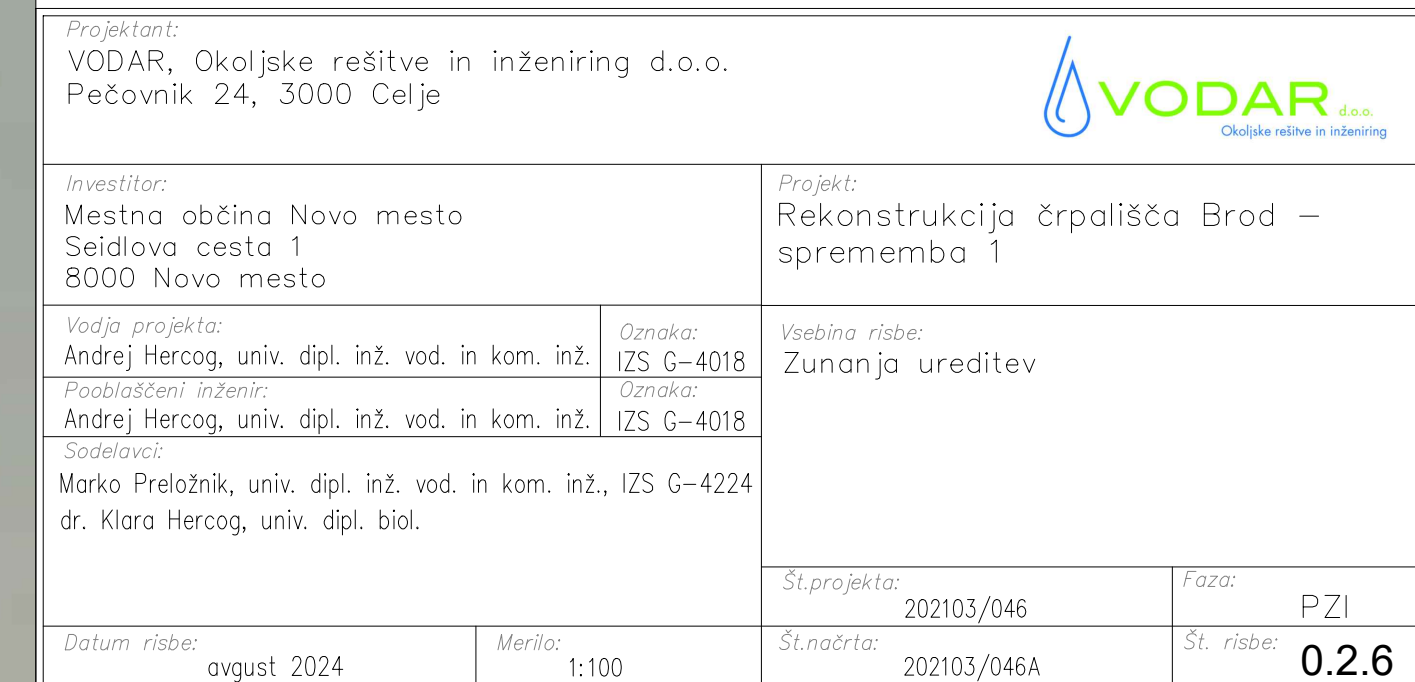 Projektant:
VODAR, Okoljske rešitve in inženiring d.o.o.
Pečovnik 24, 3000 Celje
VODAR d.o.o.
Okoljske rešitve in inženiring
Investitor:
Mestna občina Novo mesto
Seidlova cesta 1
8000 Novo mesto
Projekt:
Rekonstrukcija črpališča Brod –
sprememba 1
Vodja projekta:
Andrej Hercog, univ. dipl. inž. vod. in kom. inž.
Oznaka:
IZS G–4018
Pooblaščeni inženir:
Andrej Hercog, univ. dipl. inž. vod. in kom. inž.
Oznaka:
IZS G–4018
Vsebina risbe:
Zunanja ureditev
Sodelavci:
Marko Preložnik, univ. dipl. inž. vod. in kom. inž., IZS G–4224
dr. Klara Hercog, univ. dipl. biol.
Št.projekta:
202103/046
Faza:
PZI
Datum risbe:
avgust 2024
Merilo:
1:100
Št.načrta:
202103/046A
Št. risbe:
0.2.6